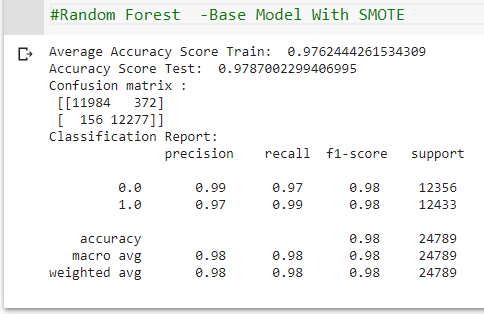 #Random Forest  -Base Model With SMOTE
Average Accuracy Score Train:  0.9762444261534309
Accuracy Score Test:  0.9787002299406995
Confusion matrix :
 [[11984   372]
 [  156 12277]]
Classification Report:
              precision    recall  f1-score   support
         0.0       0.99      0.97      0.98     12356
         1.0       0.97      0.99      0.98     12433
    accuracy                           0.98     24789
   macro avg       0.98      0.98      0.98     24789
weighted avg       0.98      0.98      0.98     24789